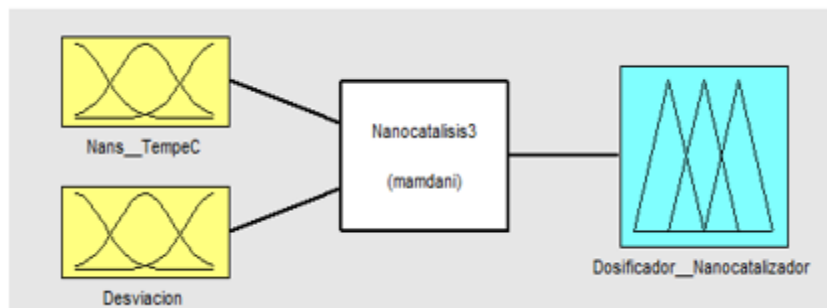 Nans__TempeC
Desviacion
Nanocatalisis3
(mamdani)
Dosificador__Nanocatalizador